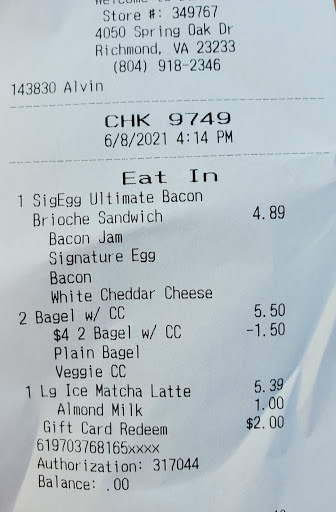 Welcome to
Store #: 349767
4050 Spring Oak Dr
Richmond, VA 23233
(804) 918-2346
143830 Alvin
CHK 9749
6/8/2021 4:14 PM
Eat In
1 SigEgg Ultimate Bacon
Brioche Sandwich 4.89
Bacon Jam
Signature Egg
Bacon
White Cheddar Cheese
2 Bagel w/ CC 5.50
$4 2 Bagel w/ CC -1.50
Plain Bagel
Veggie CC
1 Lg Ice Matcha Latte 5.39
Almond Milk 1.00
Gift Card Redeem $2.00
619703768165xxxx
Authorization: 317044
Balance: .00